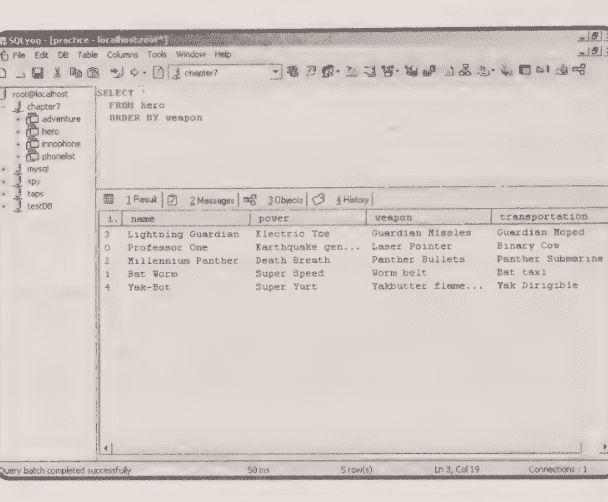 SQLyog - [practice - localhost:root*]
File Edit DB Table Columns Tools Window Help
chapter7
root@localhost
chapter7
adventure
hero
innophone
phonelist
mysql
spy
taps
testDB
SELECT *
FROM hero
ORDER BY weapon
1 Result 2 Messages 3 Objects 4 History
i. name power weapon transportation
3 Lightning Guardian Electric Toe Guardian Missles Guardian Moped
0 Professor One Earthquake gen... Laser Pointer Binary Cow
2 Millennium Panther Death Breath Panther Bullets Panther Submarine
1 Bat Worm Super Speed Worm belt Bat taxi
4 Yak-Bot Super Yurt Yakbutter flame... Yak Dirigible
Query batch completed successfully 50 ms 5 row(s) Ln 3, Col 19 Connections : 1